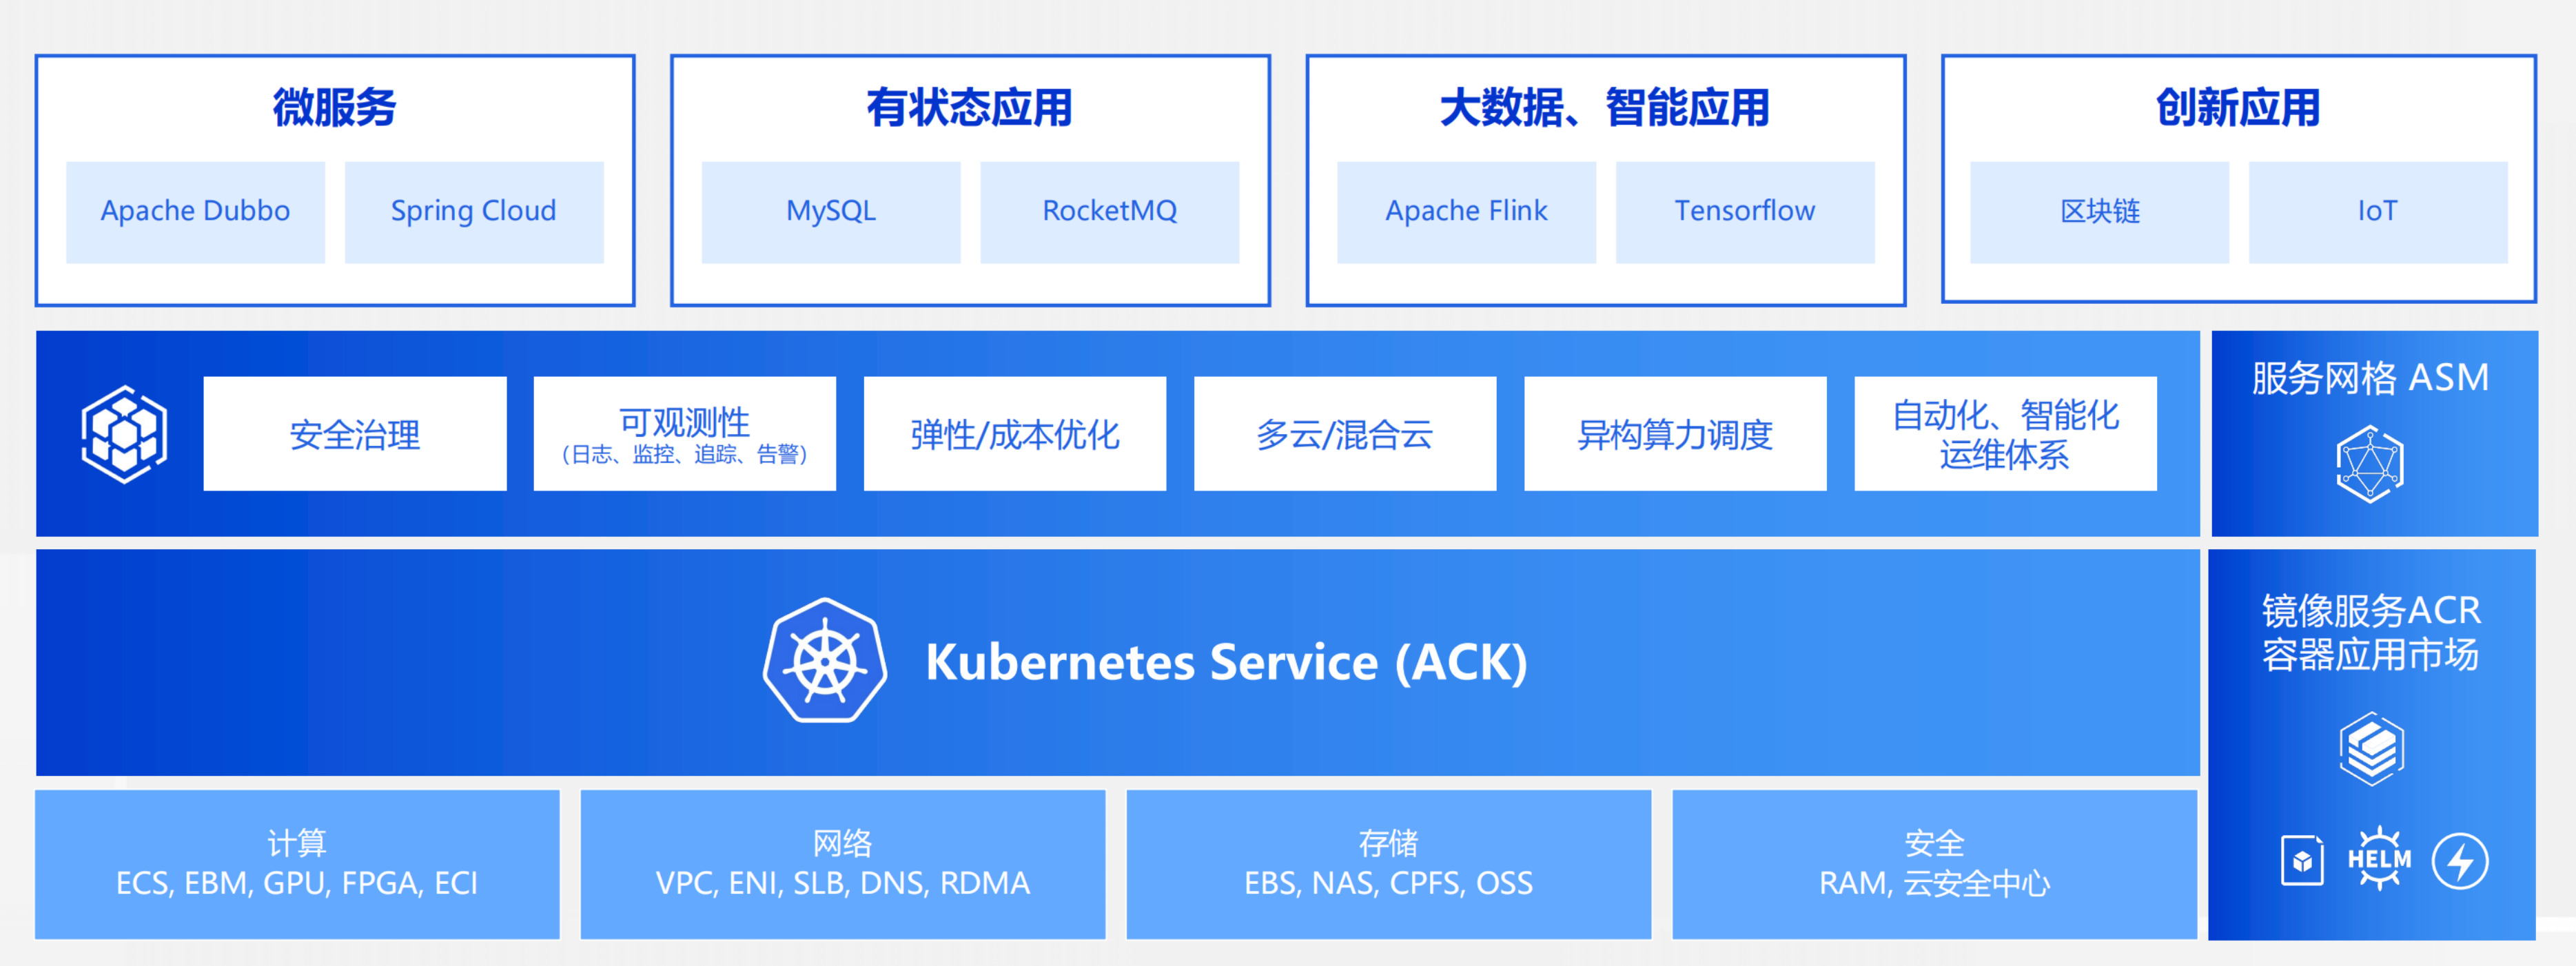 微服务
Apache Dubbo
Spring Cloud
有状态应用
MySQL
RocketMQ
大数据、智能应用
Apache Flink
Tensorflow
创新应用
区块链
IoT
安全治理
可观测性
（日志、监控、追踪、告警）
弹性/成本优化
多云/混合云
异构算力调度
自动化、智能化
运维体系
服务网格 ASM
Kubernetes Service (ACK)
镜像服务ACR
容器应用市场
HELM
计算
ECS, EBM, GPU, FPGA, ECI
网络
VPC, ENI, SLB, DNS, RDMA
存储
EBS, NAS, CPFS, OSS
安全
RAM, 云安全中心